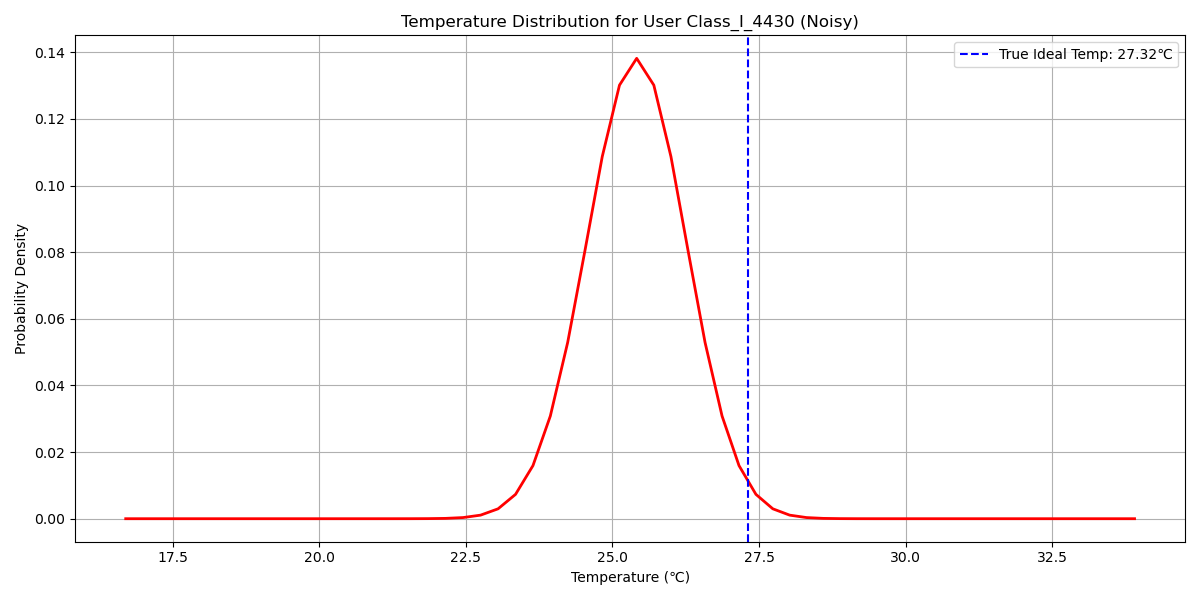 Temperature Distribution for User Class_I_4430 (Noisy)
True Ideal Temp: 27.32℃
Probability Density
0.14
0.12
0.10
0.08
0.06
0.04
0.02
0.00
17.5 20.0 22.5 25.0 27.5 30.0 32.5
Temperature (℃)